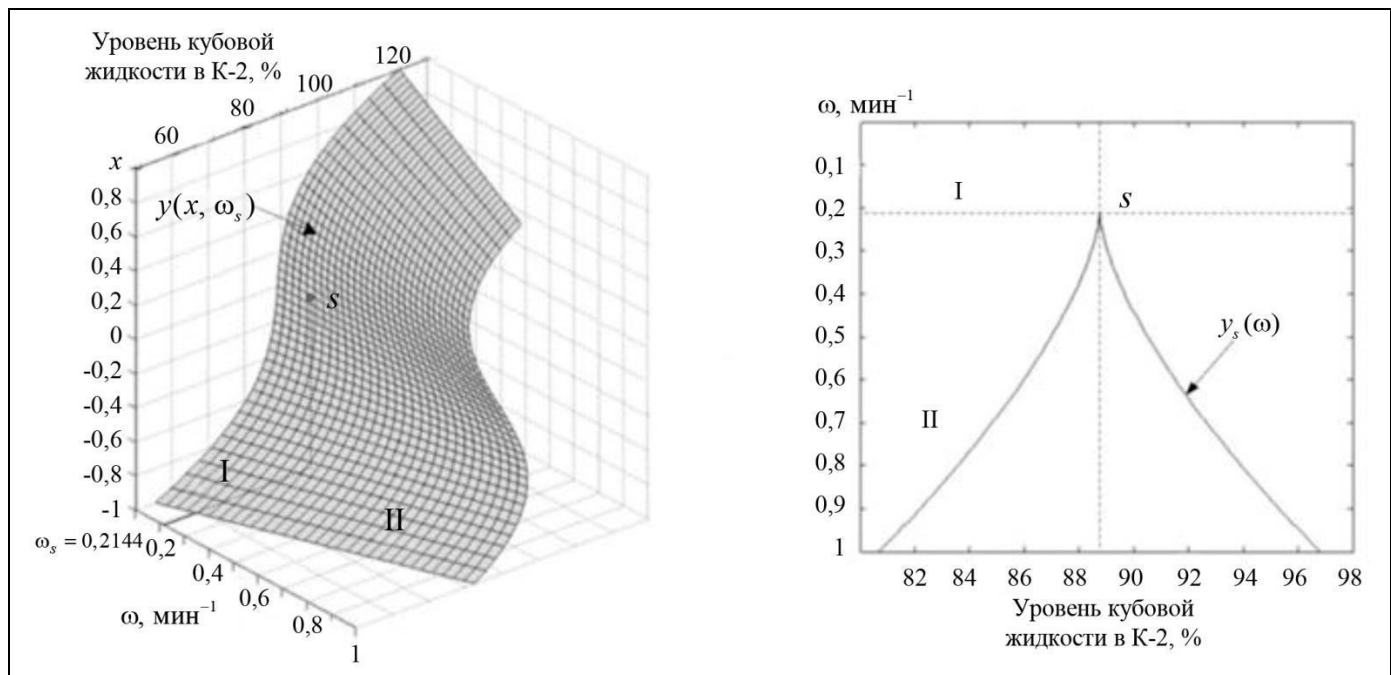 Уровень кубовой
жидкости в К-2, %
60
80
100
120
x
0,8
0,6
0,4
0,2
0
-0,2
-0,4
-0,6
-0,8
-1
y(x, ωs)
s
I
II
ωs = 0,2144
0,2
0,4
0,6
0,8
1
ω, мин−1
ω, мин−1
0,1
0,2
0,3
0,4
0,5
0,6
0,7
0,8
0,9
1
I
s
ys(ω)
II
82 84 86 88 90 92 94 96 98
Уровень кубовой
жидкости в К-2, %